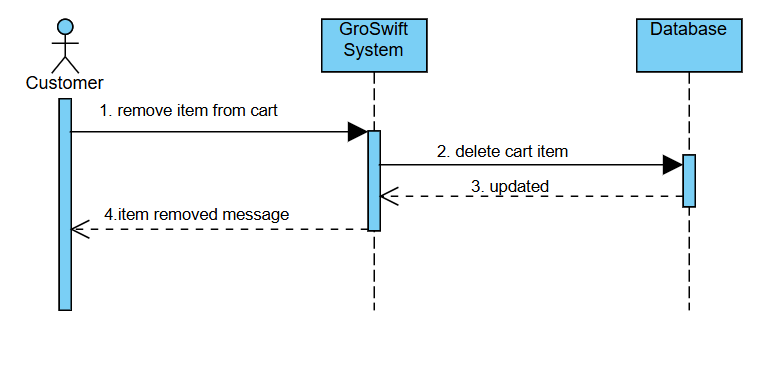 GroSwift
System
Database
Customer
1. remove item from cart
2. delete cart item
3. updated
4.item removed message